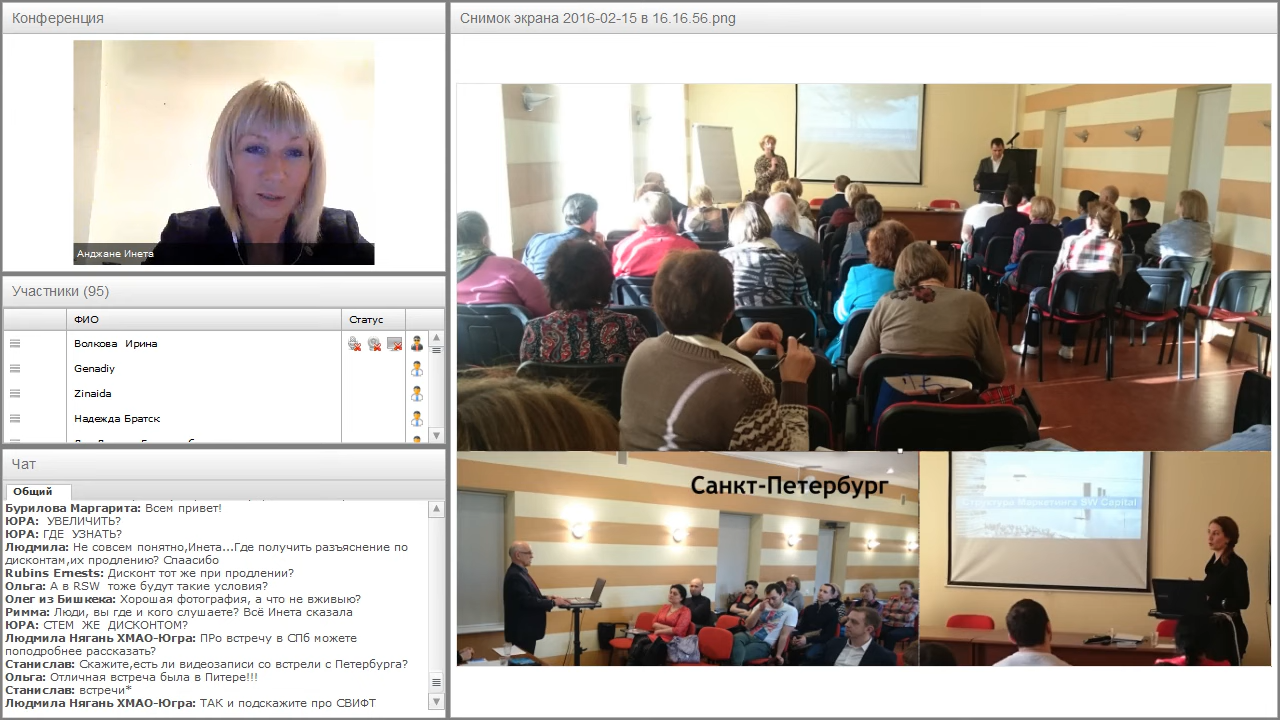 Конференция
Анджане Инета
Участники (95)
ФИО
Статус
Волкова Ирина
Genadiy
Zinaida
Надежда Братск
Чат
Общий
Бурилова Маргарита: Всем привет!
ЮРА: УВЕЛИЧИТЬ?
ЮРА: ГДЕ УЗНАТЬ?
Людмила: Не совсем понятно,Инета...Где получить разъяснение по
дисконтам,их продлению? Спаасибо
Rubins Ernests: Дисконт тот же при продлении?
Ольга: А в RSW тоже будут такие условия?
Олег из Бишкека: Хорошая фотография, а что не вживую?
Римма: Люди, вы где и кого слушаете? Всё Инета сказала
ЮРА: СТЕМ ЖЕ ДИСКОНТОМ?
Людмила Нягань ХМАО-Югра: ПРо встречу в СПб можете
поподробнее рассказать?
Станислав: Скажите,есть ли видеозаписи со встрели с Петербурга?
Ольга: Отличная встреча была в Питере!!!
Станислав: встречи*
Людмила Нягань ХМАО-Югра: ТАК и подскажите про СВИФТ
Снимок экрана 2016-02-15 в 16.16.56.png
Санкт-Петербург
Структура Маркетинга SW Capital